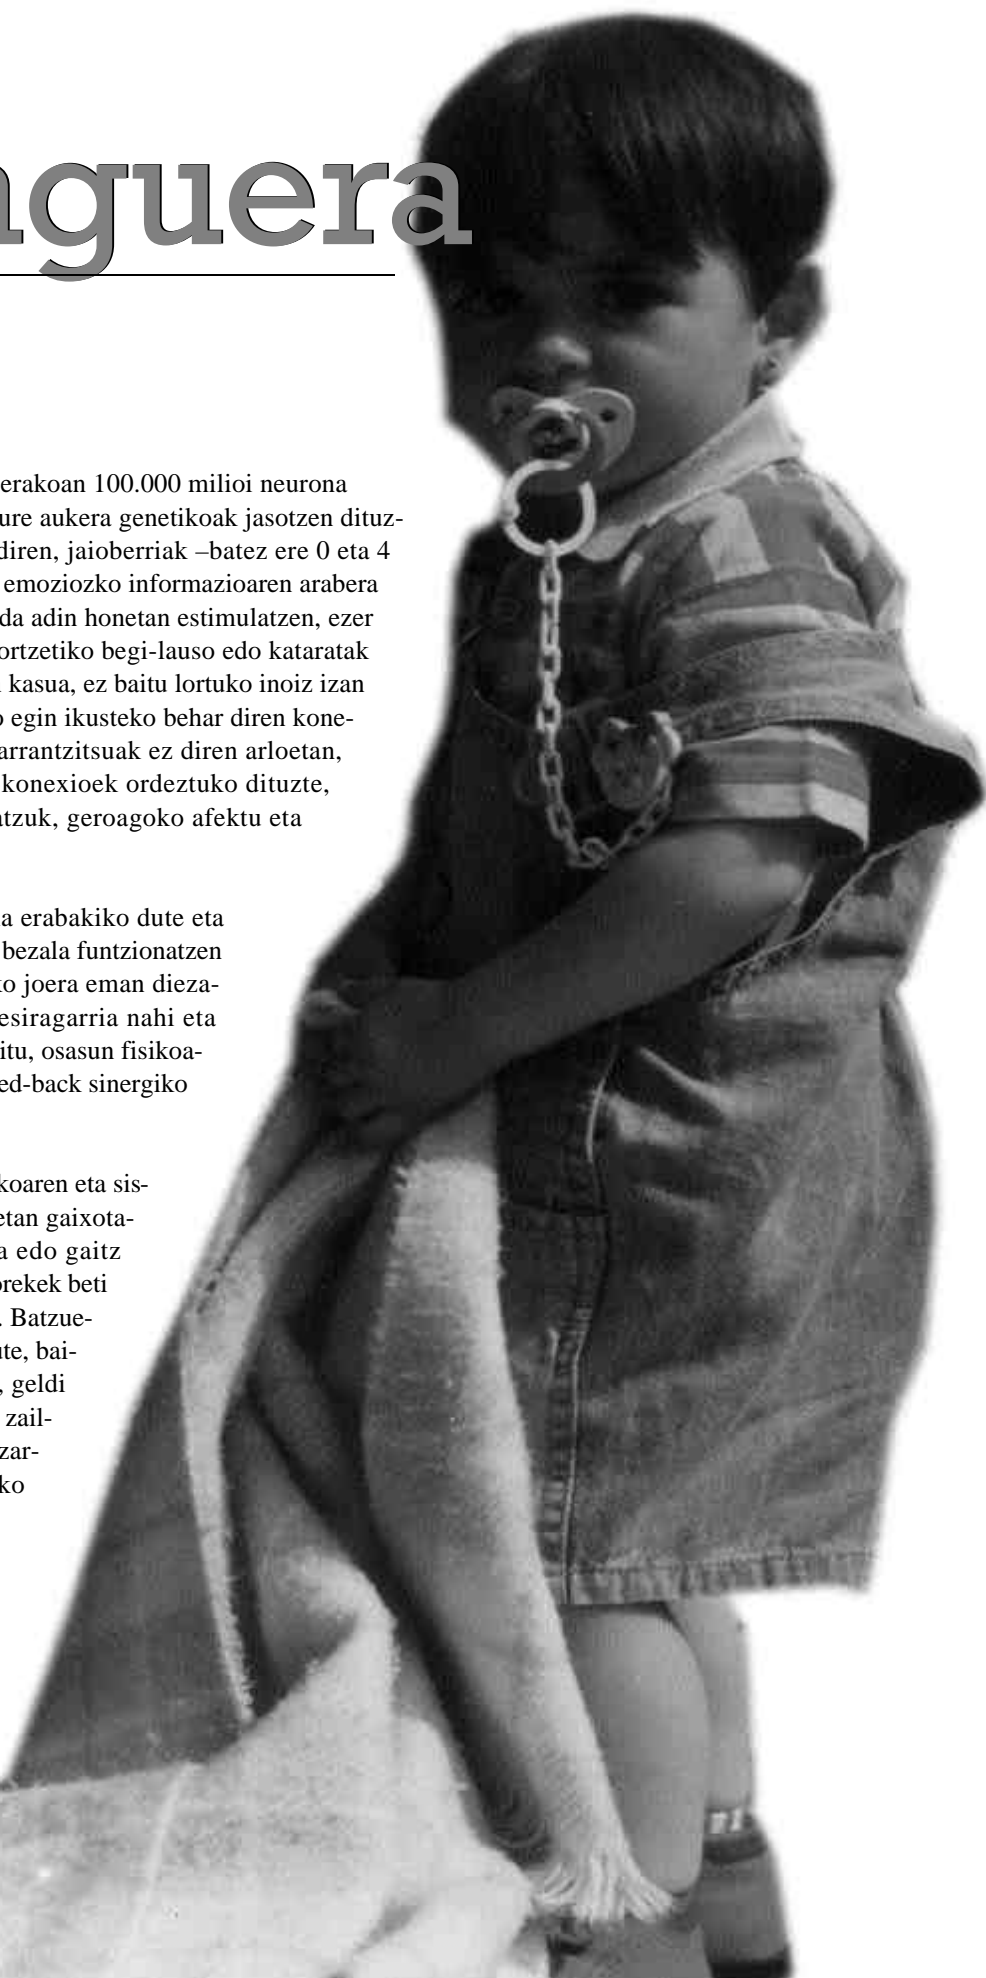 nguera
erakoan 100.000 milioi neurona
ure aukera genetikoak jasotzen dituz-
diren, jaioberriak –batez ere 0 eta 4
emoziozko informazioaren arabera
da adin honetan estimulatzen, ezer
ortzetiko begi-lauso edo kataratak
kasua, ez baitu lortuko inoiz izan
o egin ikusteko behar diren kone-
arrantzitsuak ez diren arloetan,
konexioek ordeztuko dituzte,
atzuk, geroagoko afektu eta
a erabakiko dute eta
bezala funtzionatzen
ko joera eman dieza-
esiragarria nahi eta
itu, osasun fisikoa-
ed-back sinergiko
koaren eta sis-
etan gaixota-
a edo gaitz
orekek beti
. Batzue-
ute, bai-
, geldi
zail-
zar-
ko